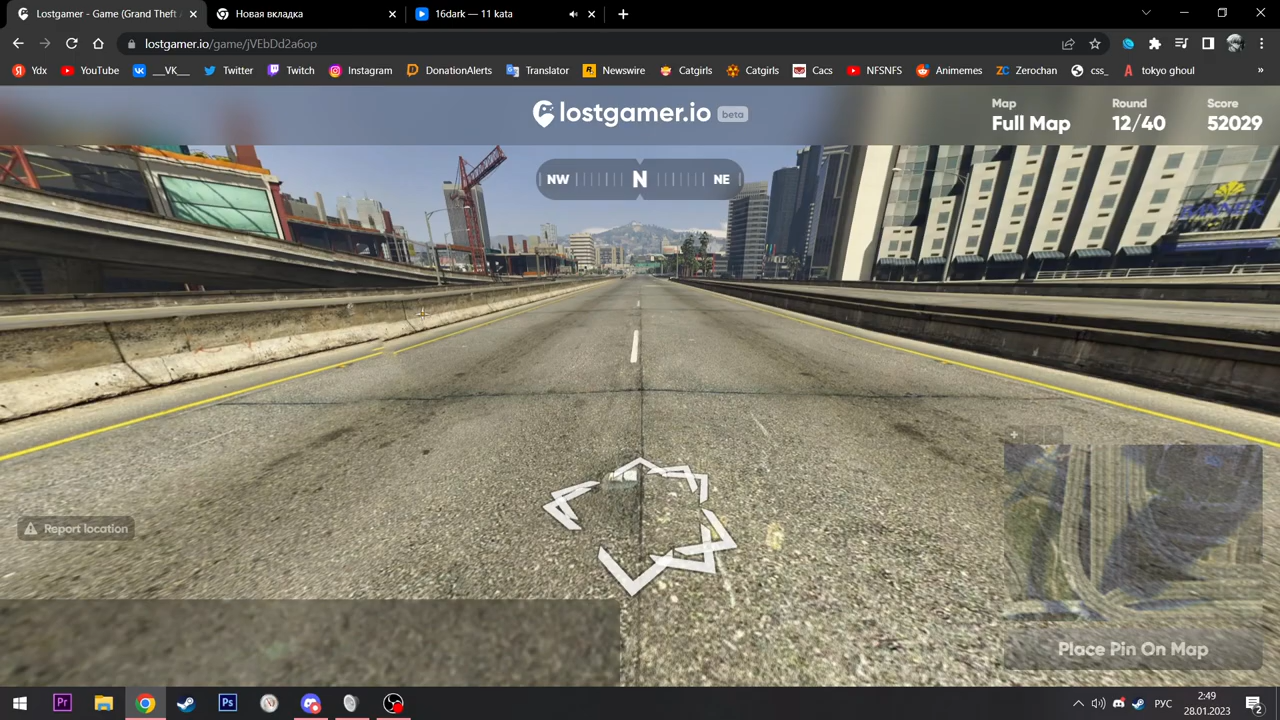 Lostgamer - Game (Grand Theft
Новая вкладка
16dark — 11 kata
lostgamer.io/game/jVEbDd2a6op
Ydx
YouTube
__VK__
Twitter
Twitch
Instagram
DonationAlerts
Translator
Newswire
Catgirls
Catgirls
Cacs
NFSNFS
Animemes
Zerochan
css_
tokyo ghoul
»
lostgamer.io beta
Map
Full Map
Round
12/40
Score
52029
NW
N
NE
BANNER
Report location
Place Pin On Map
РУС
2:49
28.01.2023
2